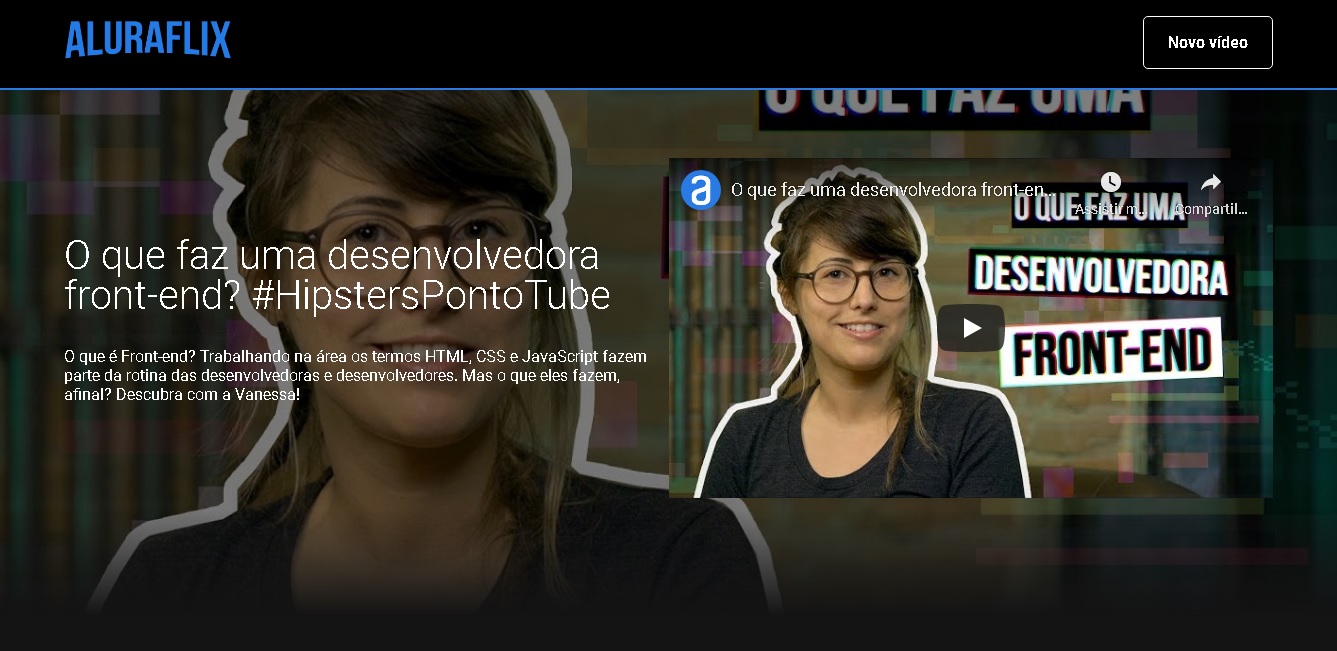 ALURAFLIX
Novo vídeo
O QUE FAZ UMA
O que faz uma desenvolvedora front-en...
Assistir m...
Compartil...
O QUE FAZ UMA
DESENVOLVEDORA
FRONT-END
O que faz uma desenvolvedora
front-end? #HipstersPontoTube
O que é Front-end? Trabalhando na área os termos HTML, CSS e JavaScript fazem
parte da rotina das desenvolvedoras e desenvolvedores. Mas o que eles fazem,
afinal? Descubra com a Vanessa!